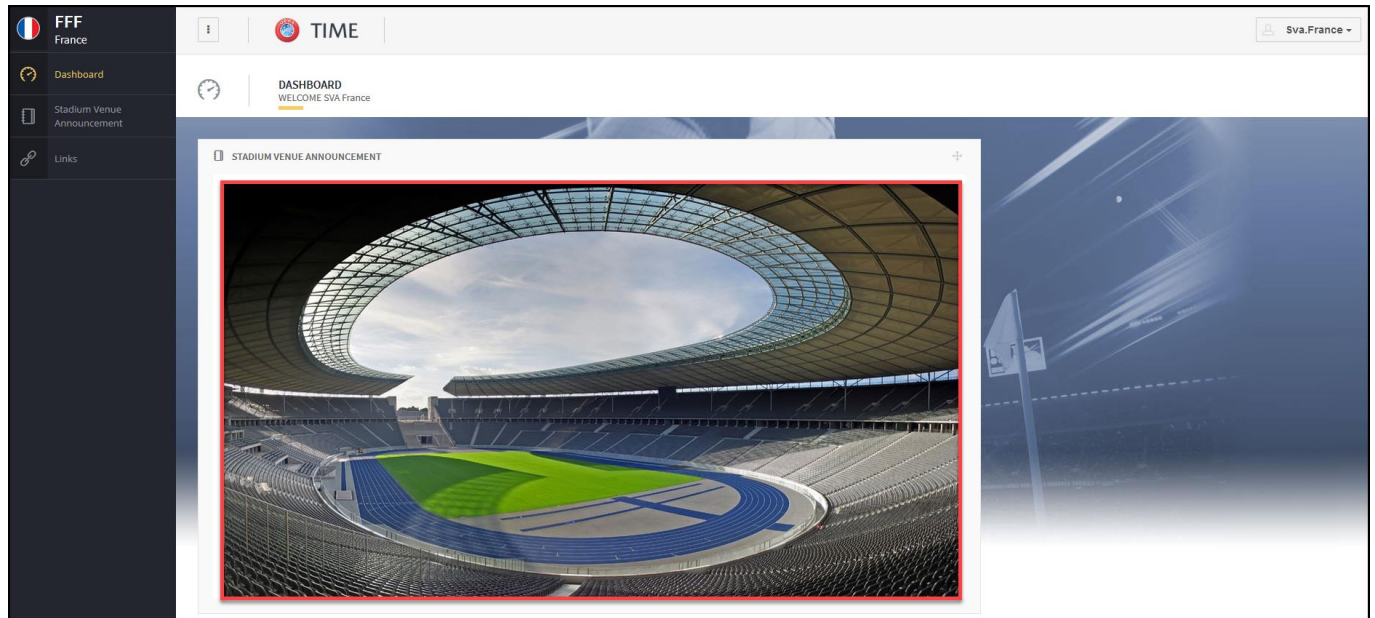 FFF
France
Dashboard
Stadium Venue
Announcement
Links
TIME
Sva.France
DASHBOARD
WELCOME SVA France
STADIUM VENUE ANNOUNCEMENT